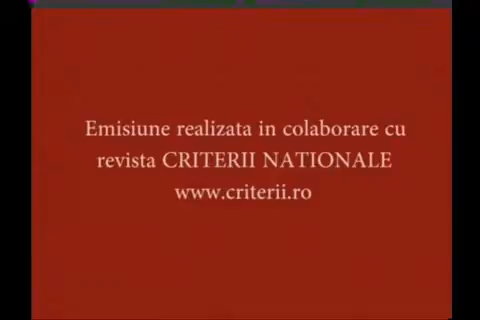 Emisiune realizata in colaborare cu
revista CRITERII NATIONALE
www.criterii.ro